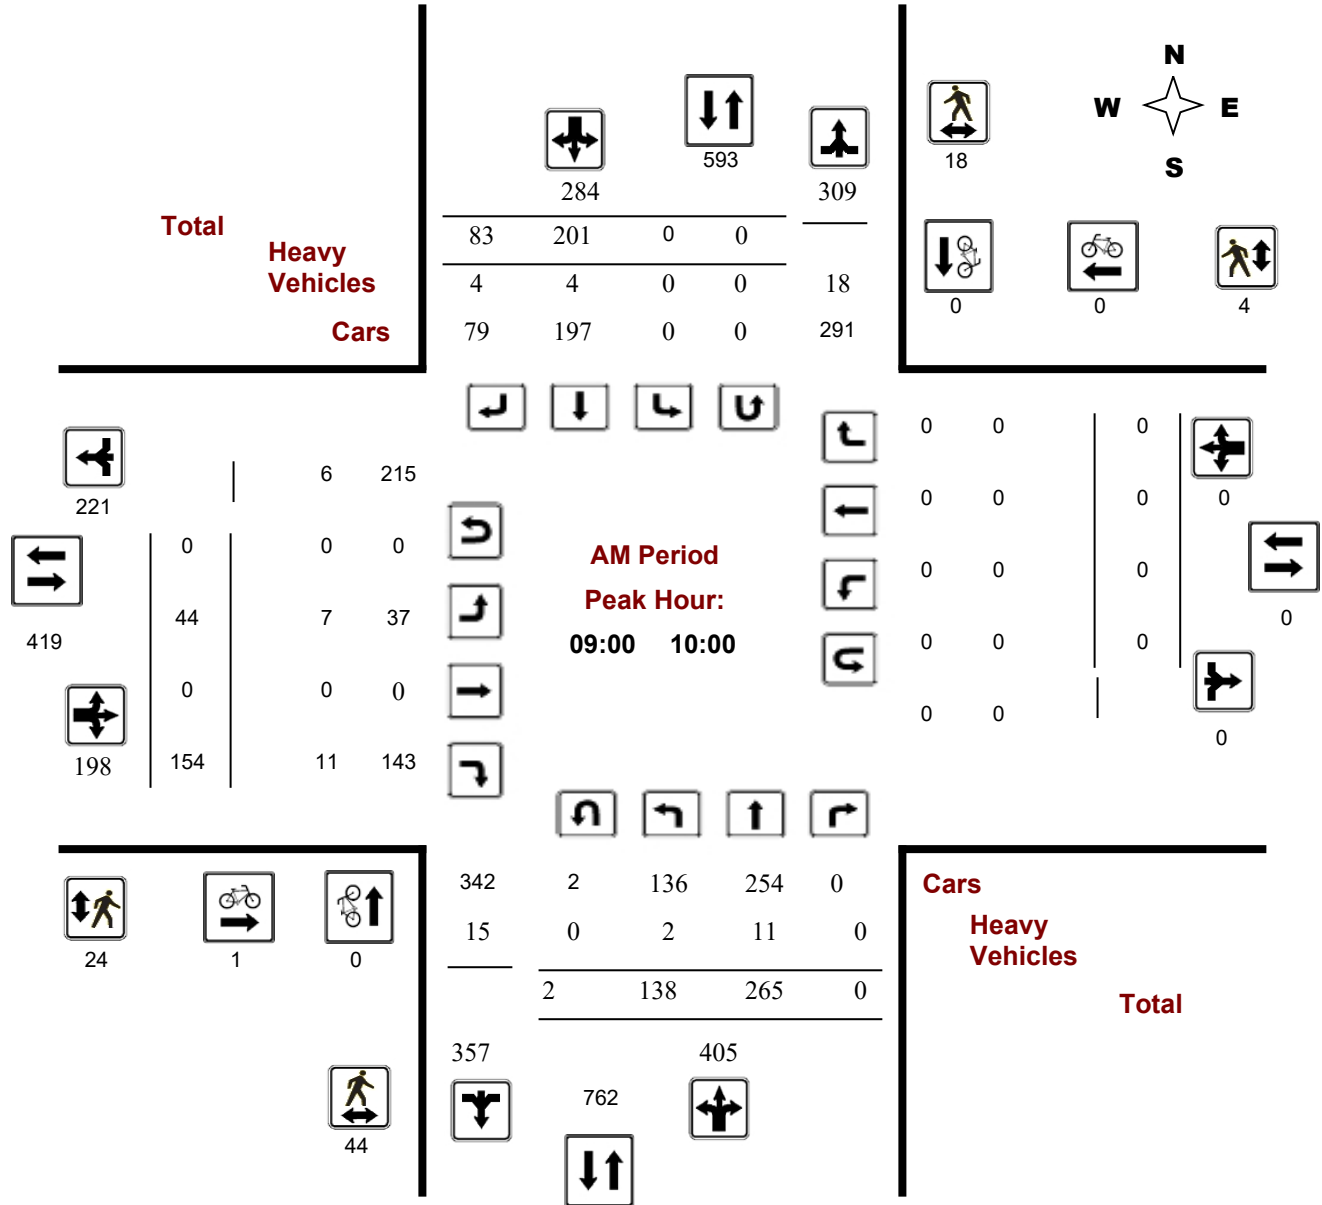 N
W E
S
593
18
284 309
Total
83 201 0 0
Heavy
Vehicles
4 4 0 0 18
0 0 4
Cars
79 197 0 0 291
0 0 0
6 215
221
0 0 0 0
0 0 0
AM Period
0 0 0
Peak Hour:
44 7 37
0
419
09:00 10:00
0 0 0
0 0 0
0 0
0
198 154 11 143
342 2 136 254 0
Cars
15 0 2 11 0
Heavy
Vehicles
24 1 0
2 138 265 0
Total
357 405
762
44